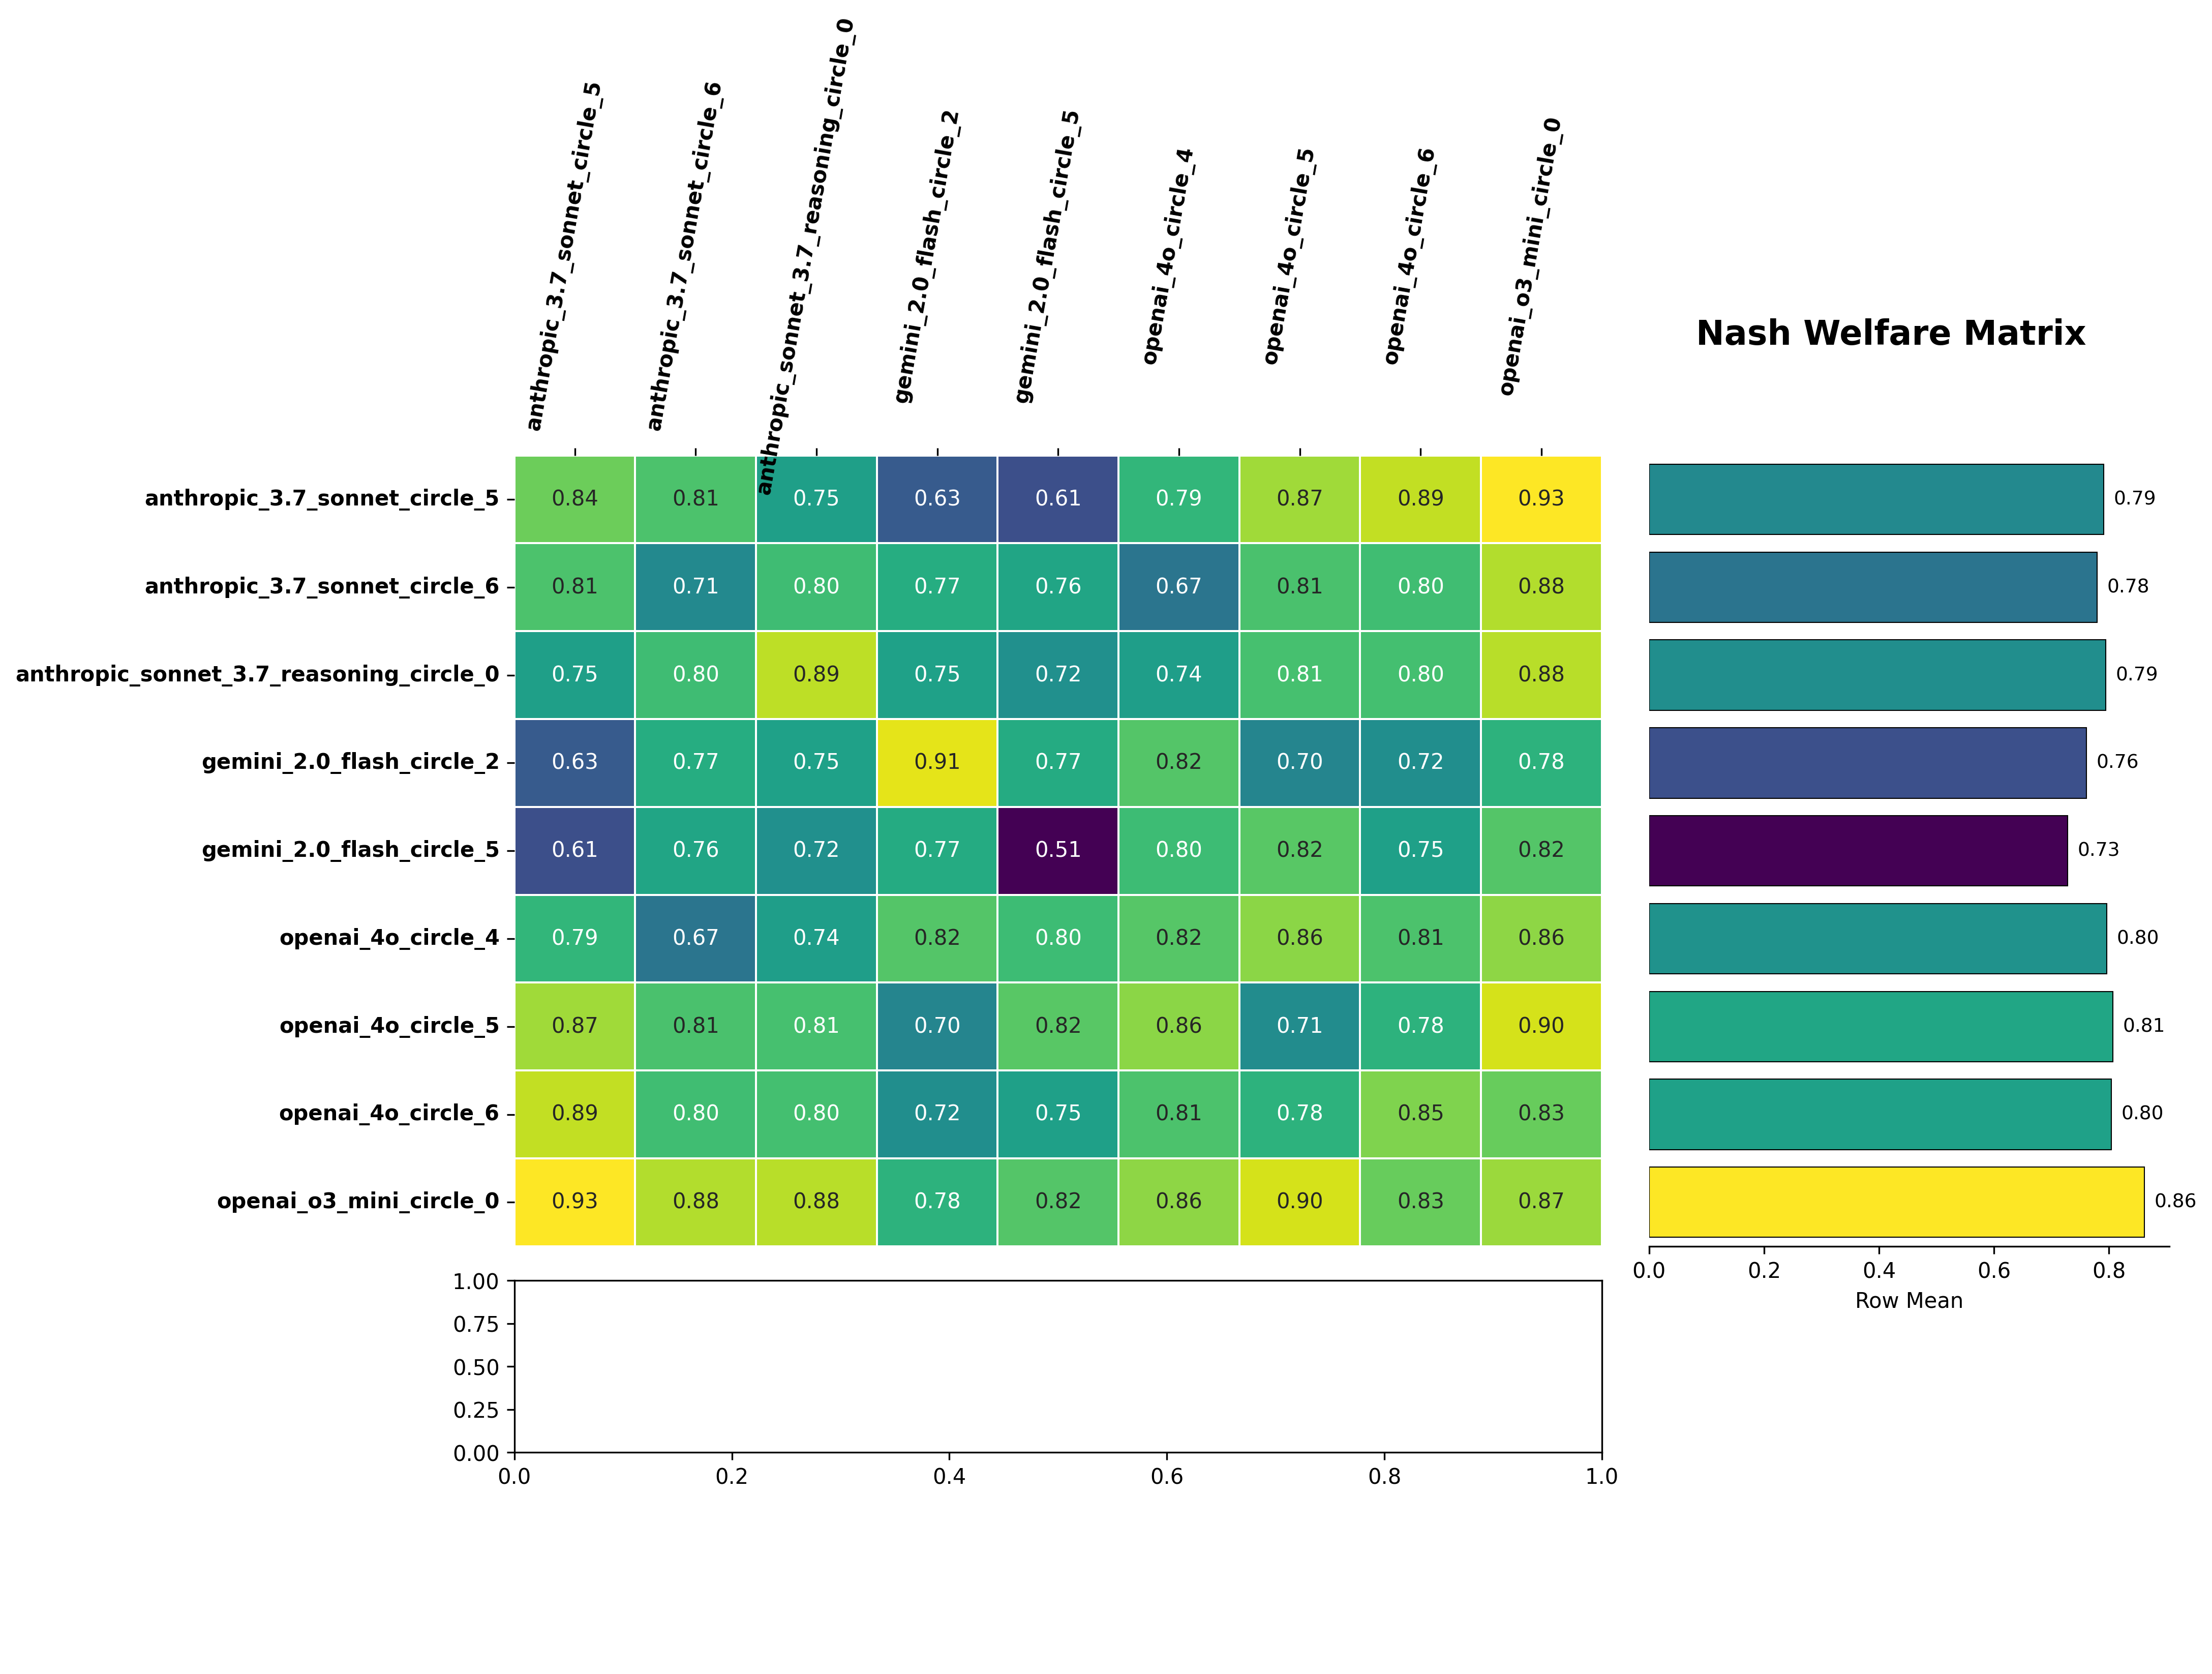 anthropic_3.7_sonnet_circle_5
anthropic_3.7_sonnet_circle_6
anthropic_sonnet_3.7_reasoning_circle_0
gemini_2.0_flash_circle_2
gemini_2.0_flash_circle_5
openai_4o_circle_4
openai_4o_circle_5
openai_4o_circle_6
openai_o3_mini_circle_0
Nash Welfare Matrix
anthropic_3.7_sonnet_circle_5 0.84 0.81 0.75 0.63 0.61 0.79 0.87 0.89 0.93 0.79
anthropic_3.7_sonnet_circle_6 0.81 0.71 0.80 0.77 0.76 0.67 0.81 0.80 0.88 0.78
anthropic_sonnet_3.7_reasoning_circle_0 0.75 0.80 0.89 0.75 0.72 0.74 0.81 0.80 0.88 0.79
gemini_2.0_flash_circle_2 0.63 0.77 0.75 0.91 0.77 0.82 0.70 0.72 0.78 0.76
gemini_2.0_flash_circle_5 0.61 0.76 0.72 0.77 0.51 0.80 0.82 0.75 0.82 0.73
openai_4o_circle_4 0.79 0.67 0.74 0.82 0.80 0.82 0.86 0.81 0.86 0.80
openai_4o_circle_5 0.87 0.81 0.81 0.70 0.82 0.86 0.71 0.78 0.90 0.81
openai_4o_circle_6 0.89 0.80 0.80 0.72 0.75 0.81 0.78 0.85 0.83 0.80
openai_o3_mini_circle_0 0.93 0.88 0.88 0.78 0.82 0.86 0.90 0.83 0.87 0.86
0.0 0.2 0.4 0.6 0.8
Row Mean
1.00
0.75
0.50
0.25
0.00
0.0 0.2 0.4 0.6 0.8 1.0